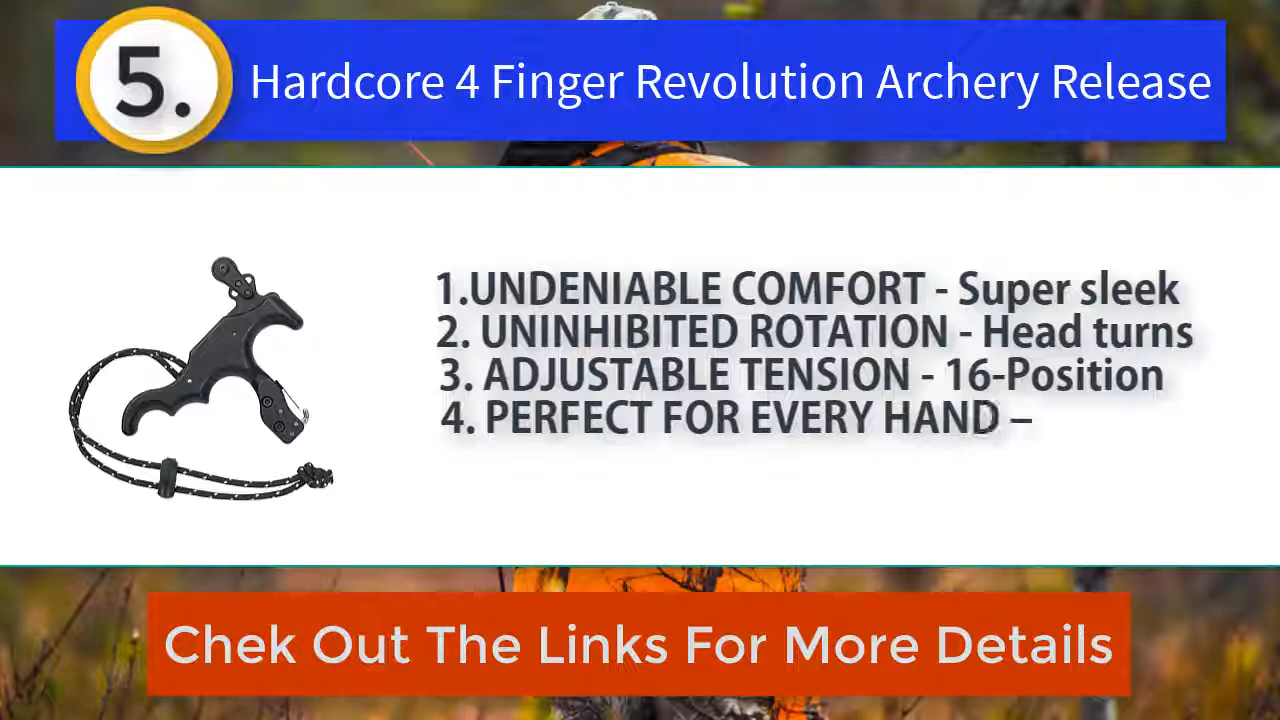 5.
Hardcore 4 Finger Revolution Archery Release
1.UNDENIABLE COMFORT - Super sleek
2. UNINHIBITED ROTATION - Head turns
3. ADJUSTABLE TENSION - 16-Position
4. PERFECT FOR EVERY HAND –
Chek Out The Links For More Details